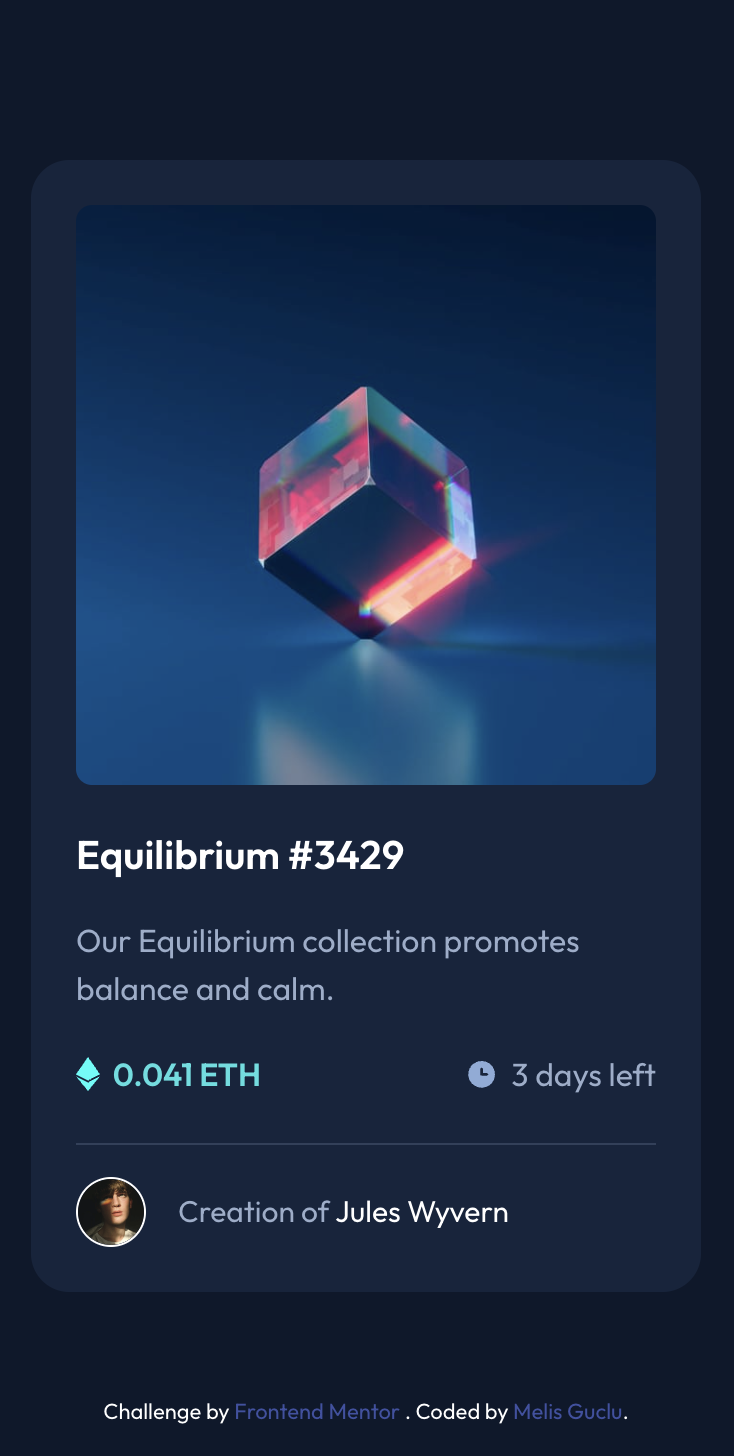 Equilibrium #3429
Our Equilibrium collection promotes
balance and calm.
0.041 ETH
3 days left
Creation of Jules Wyvern
Challenge by Frontend Mentor . Coded by Melis Guclu.